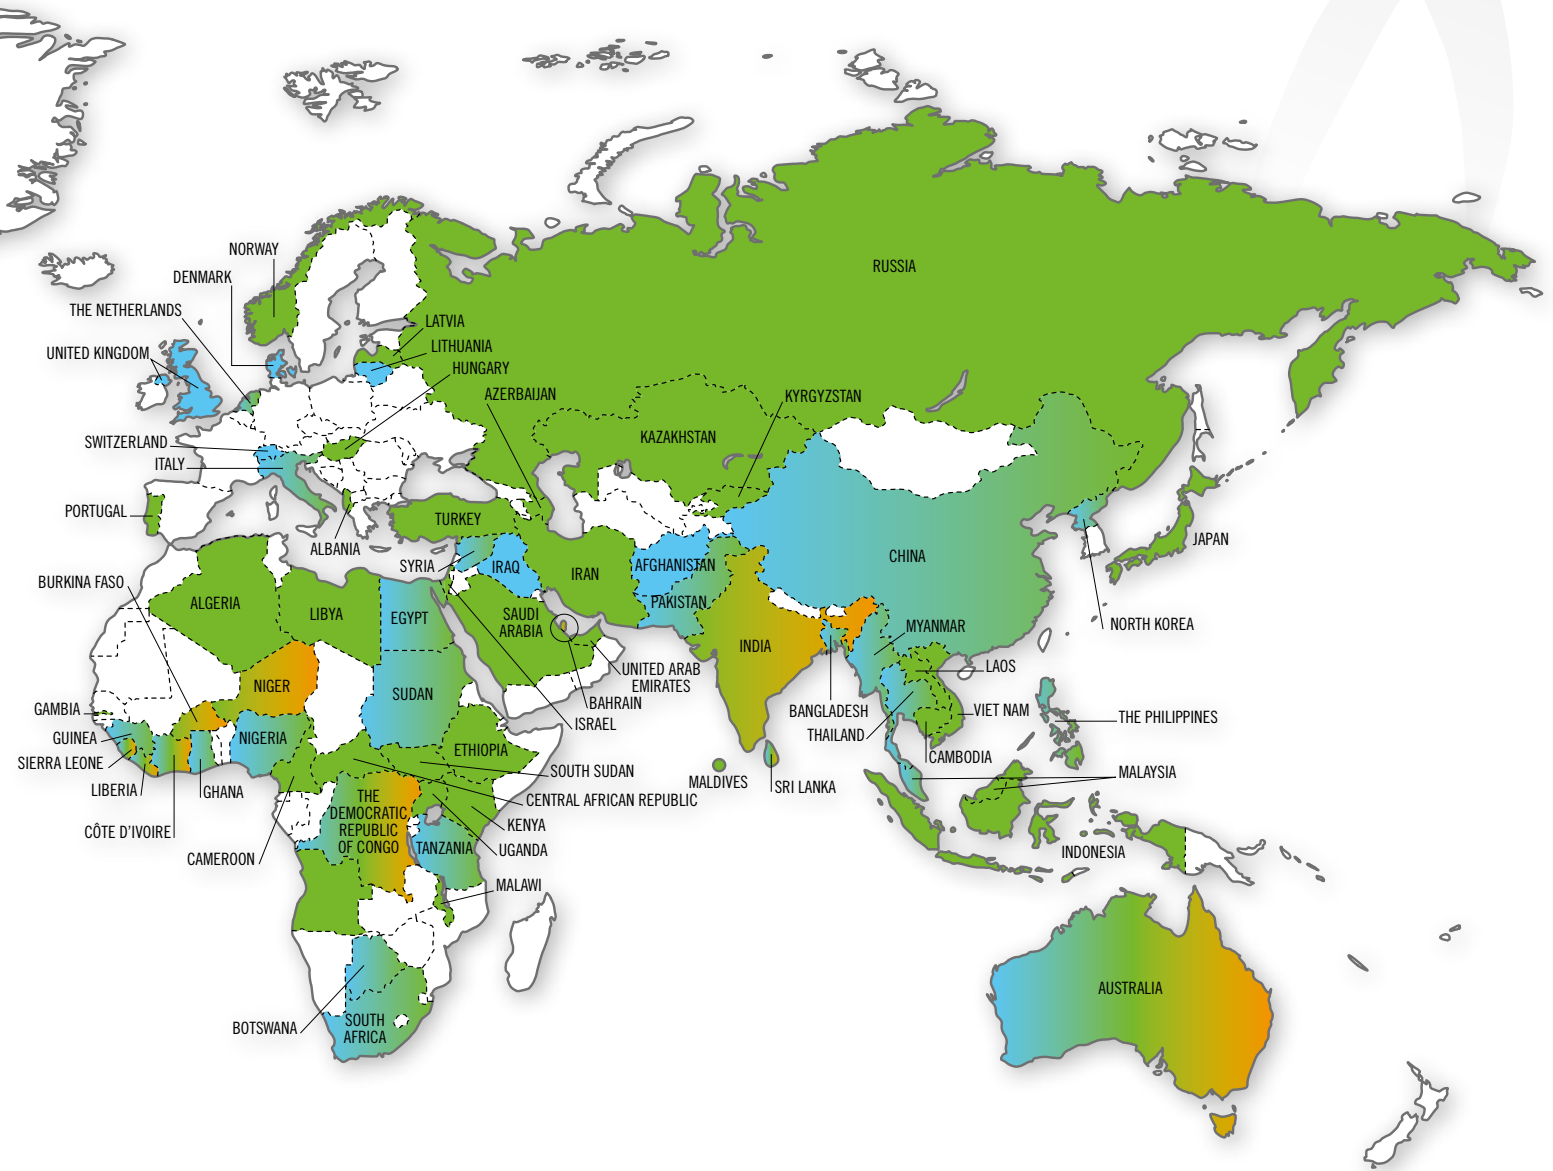 NORWAY
DENMARK
THE NETHERLANDS
UNITED KINGDOM
RUSSIA
LATVIA
LITHUANIA
HUNGARY
AZERBAIJAN
KYRGYZSTAN
KAZAKHSTAN
SWITZERLAND
ITALY
PORTUGAL
TURKEY
ALBANIA
SYRIA
IRAQ
IRAN
AFGHANISTAN
CHINA
JAPAN
BURKINA FASO
ALGERIA
LIBYA
EGYPT
SAUDI
ARABIA
PAKISTAN
INDIA
MYANMAR
NORTH KOREA
LAOS
UNITED ARAB
EMIRATES
NIGER
SUDAN
BAHRAIN
ISRAEL
BANGLADESH
THAILAND
VIET NAM
THE PHILIPPINES
GAMBIA
GUINEA
SIERRA LEONE
LIBERIA
GHANA
NIGERIA
ETHIOPIA
SOUTH SUDAN
CENTRAL AFRICAN REPUBLIC
MALDIVES
SRI LANKA
CAMBODIA
MALAYSIA
CÔTE D'IVOIRE
CAMEROON
THE
DEMOCRATIC
REPUBLIC
OF CONGO
KENYA
UGANDA
TANZANIA
MALAWI
INDONESIA
BOTSWANA
SOUTH
AFRICA
AUSTRALIA